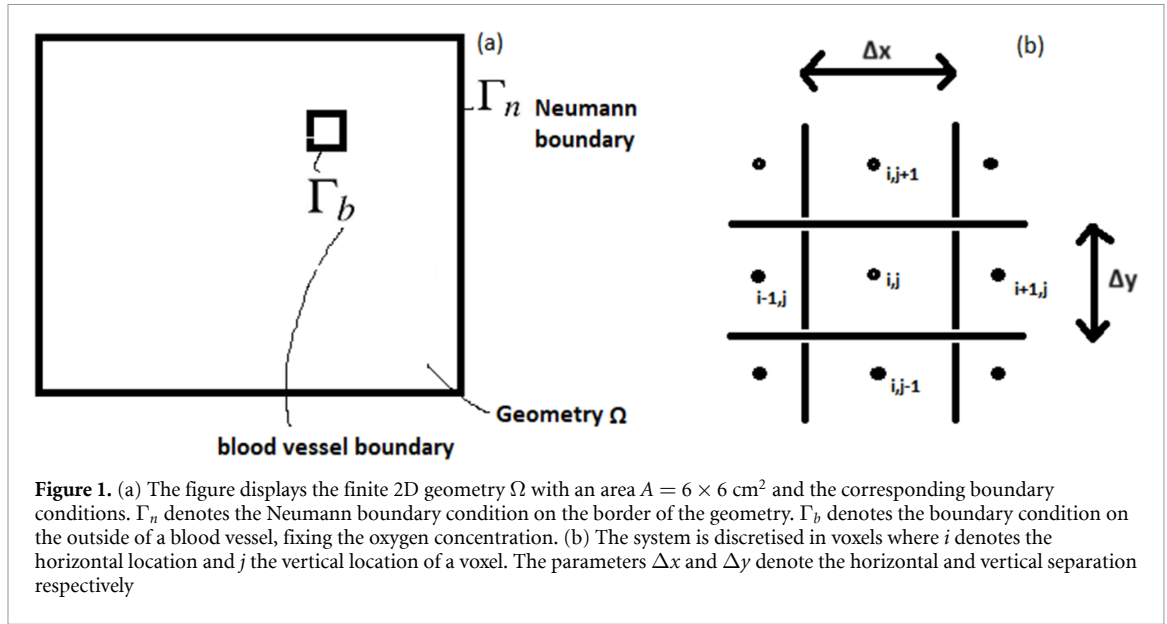 (a)
Γn Neumann
boundary
Γb
Geometry Ω
blood vessel boundary
(b)
Δx
i,j+1
i-1,j
i,j
i+1,j
Δy
i,j-1
Figure 1. (a) The figure displays the finite 2D geometry Ω with an area A = 6 × 6 cm² and the corresponding boundary
conditions. Γn denotes the Neumann boundary condition on the border of the geometry. Γb denotes the boundary condition on
the outside of a blood vessel, fixing the oxygen concentration. (b) The system is discretised in voxels where i denotes the
horizontal location and j the vertical location of a voxel. The parameters Δx and Δy denote the horizontal and vertical separation
respectively